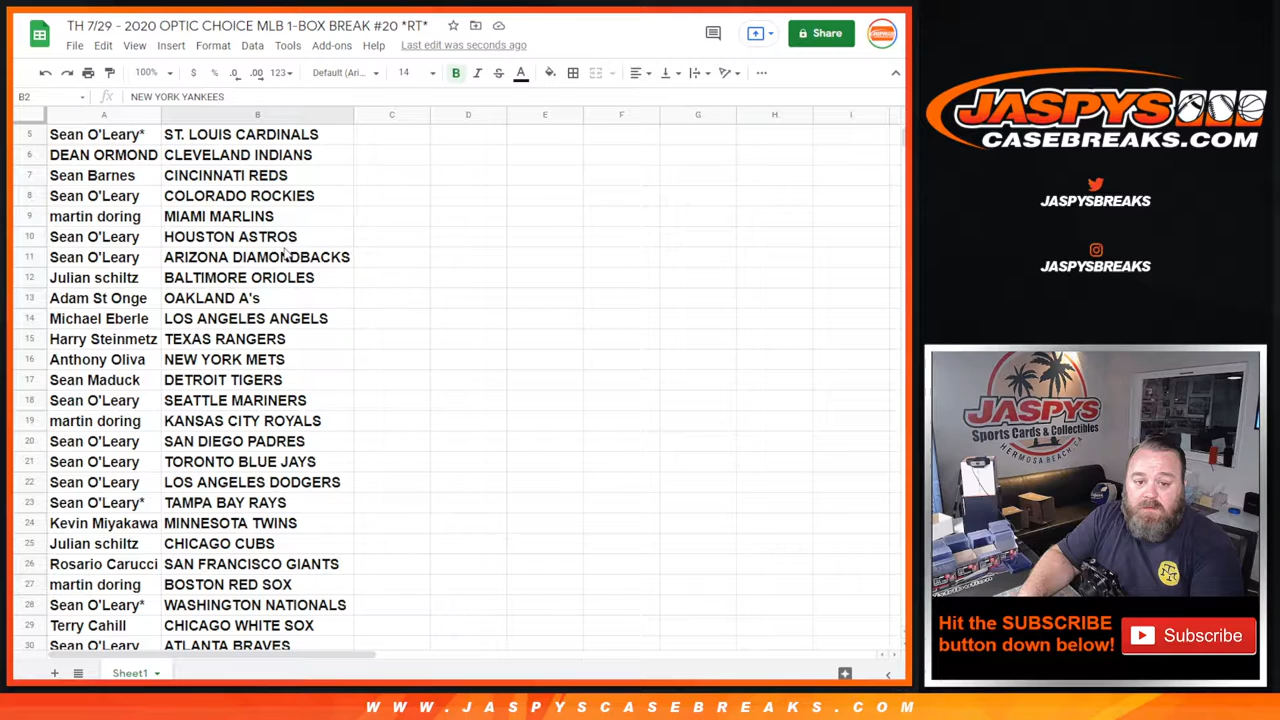 TH 7/29 - 2020 OPTIC CHOICE MLB 1-BOX BREAK #20 *RT*
File Edit View Insert Format Data Tools Add-ons Help Last edit was seconds ago
Share
100% $ % .0 .00 123 Default (Ari... 14 B I S A
B2 fx NEW YORK YANKEES
A B C D E F G H I
5 Sean O'Leary* ST. LOUIS CARDINALS
6 DEAN ORMOND CLEVELAND INDIANS
7 Sean Barnes CINCINNATI REDS
8 Sean O'Leary COLORADO ROCKIES
9 martin doring MIAMI MARLINS
10 Sean O'Leary HOUSTON ASTROS
11 Sean O'Leary ARIZONA DIAMONDBACKS
12 Julian schiltz BALTIMORE ORIOLES
13 Adam St Onge OAKLAND A's
14 Michael Eberle LOS ANGELES ANGELS
15 Harry Steinmetz TEXAS RANGERS
16 Anthony Oliva NEW YORK METS
17 Sean Maduck DETROIT TIGERS
18 Sean O'Leary SEATTLE MARINERS
19 martin doring KANSAS CITY ROYALS
20 Sean O'Leary SAN DIEGO PADRES
21 Sean O'Leary TORONTO BLUE JAYS
22 Sean O'Leary LOS ANGELES DODGERS
23 Sean O'Leary* TAMPA BAY RAYS
24 Kevin Miyakawa MINNESOTA TWINS
25 Julian schiltz CHICAGO CUBS
26 Rosario Carucci SAN FRANCISCO GIANTS
27 martin doring BOSTON RED SOX
28 Sean O'Leary* WASHINGTON NATIONALS
29 Terry Cahill CHICAGO WHITE SOX
30 Sean O'Leary ATLANTA BRAVES
Sheet1
JASPYS
CASEBREAKS.COM
JASPYSBREAKS
JASPYSBREAKS
JASPYS
Sports Cards & Collectibles
HERMOSA BEACH, CA
Hit the SUBSCRIBE
button down below!
Subscribe
WWW.JASPYSCASEBREAKS.COM